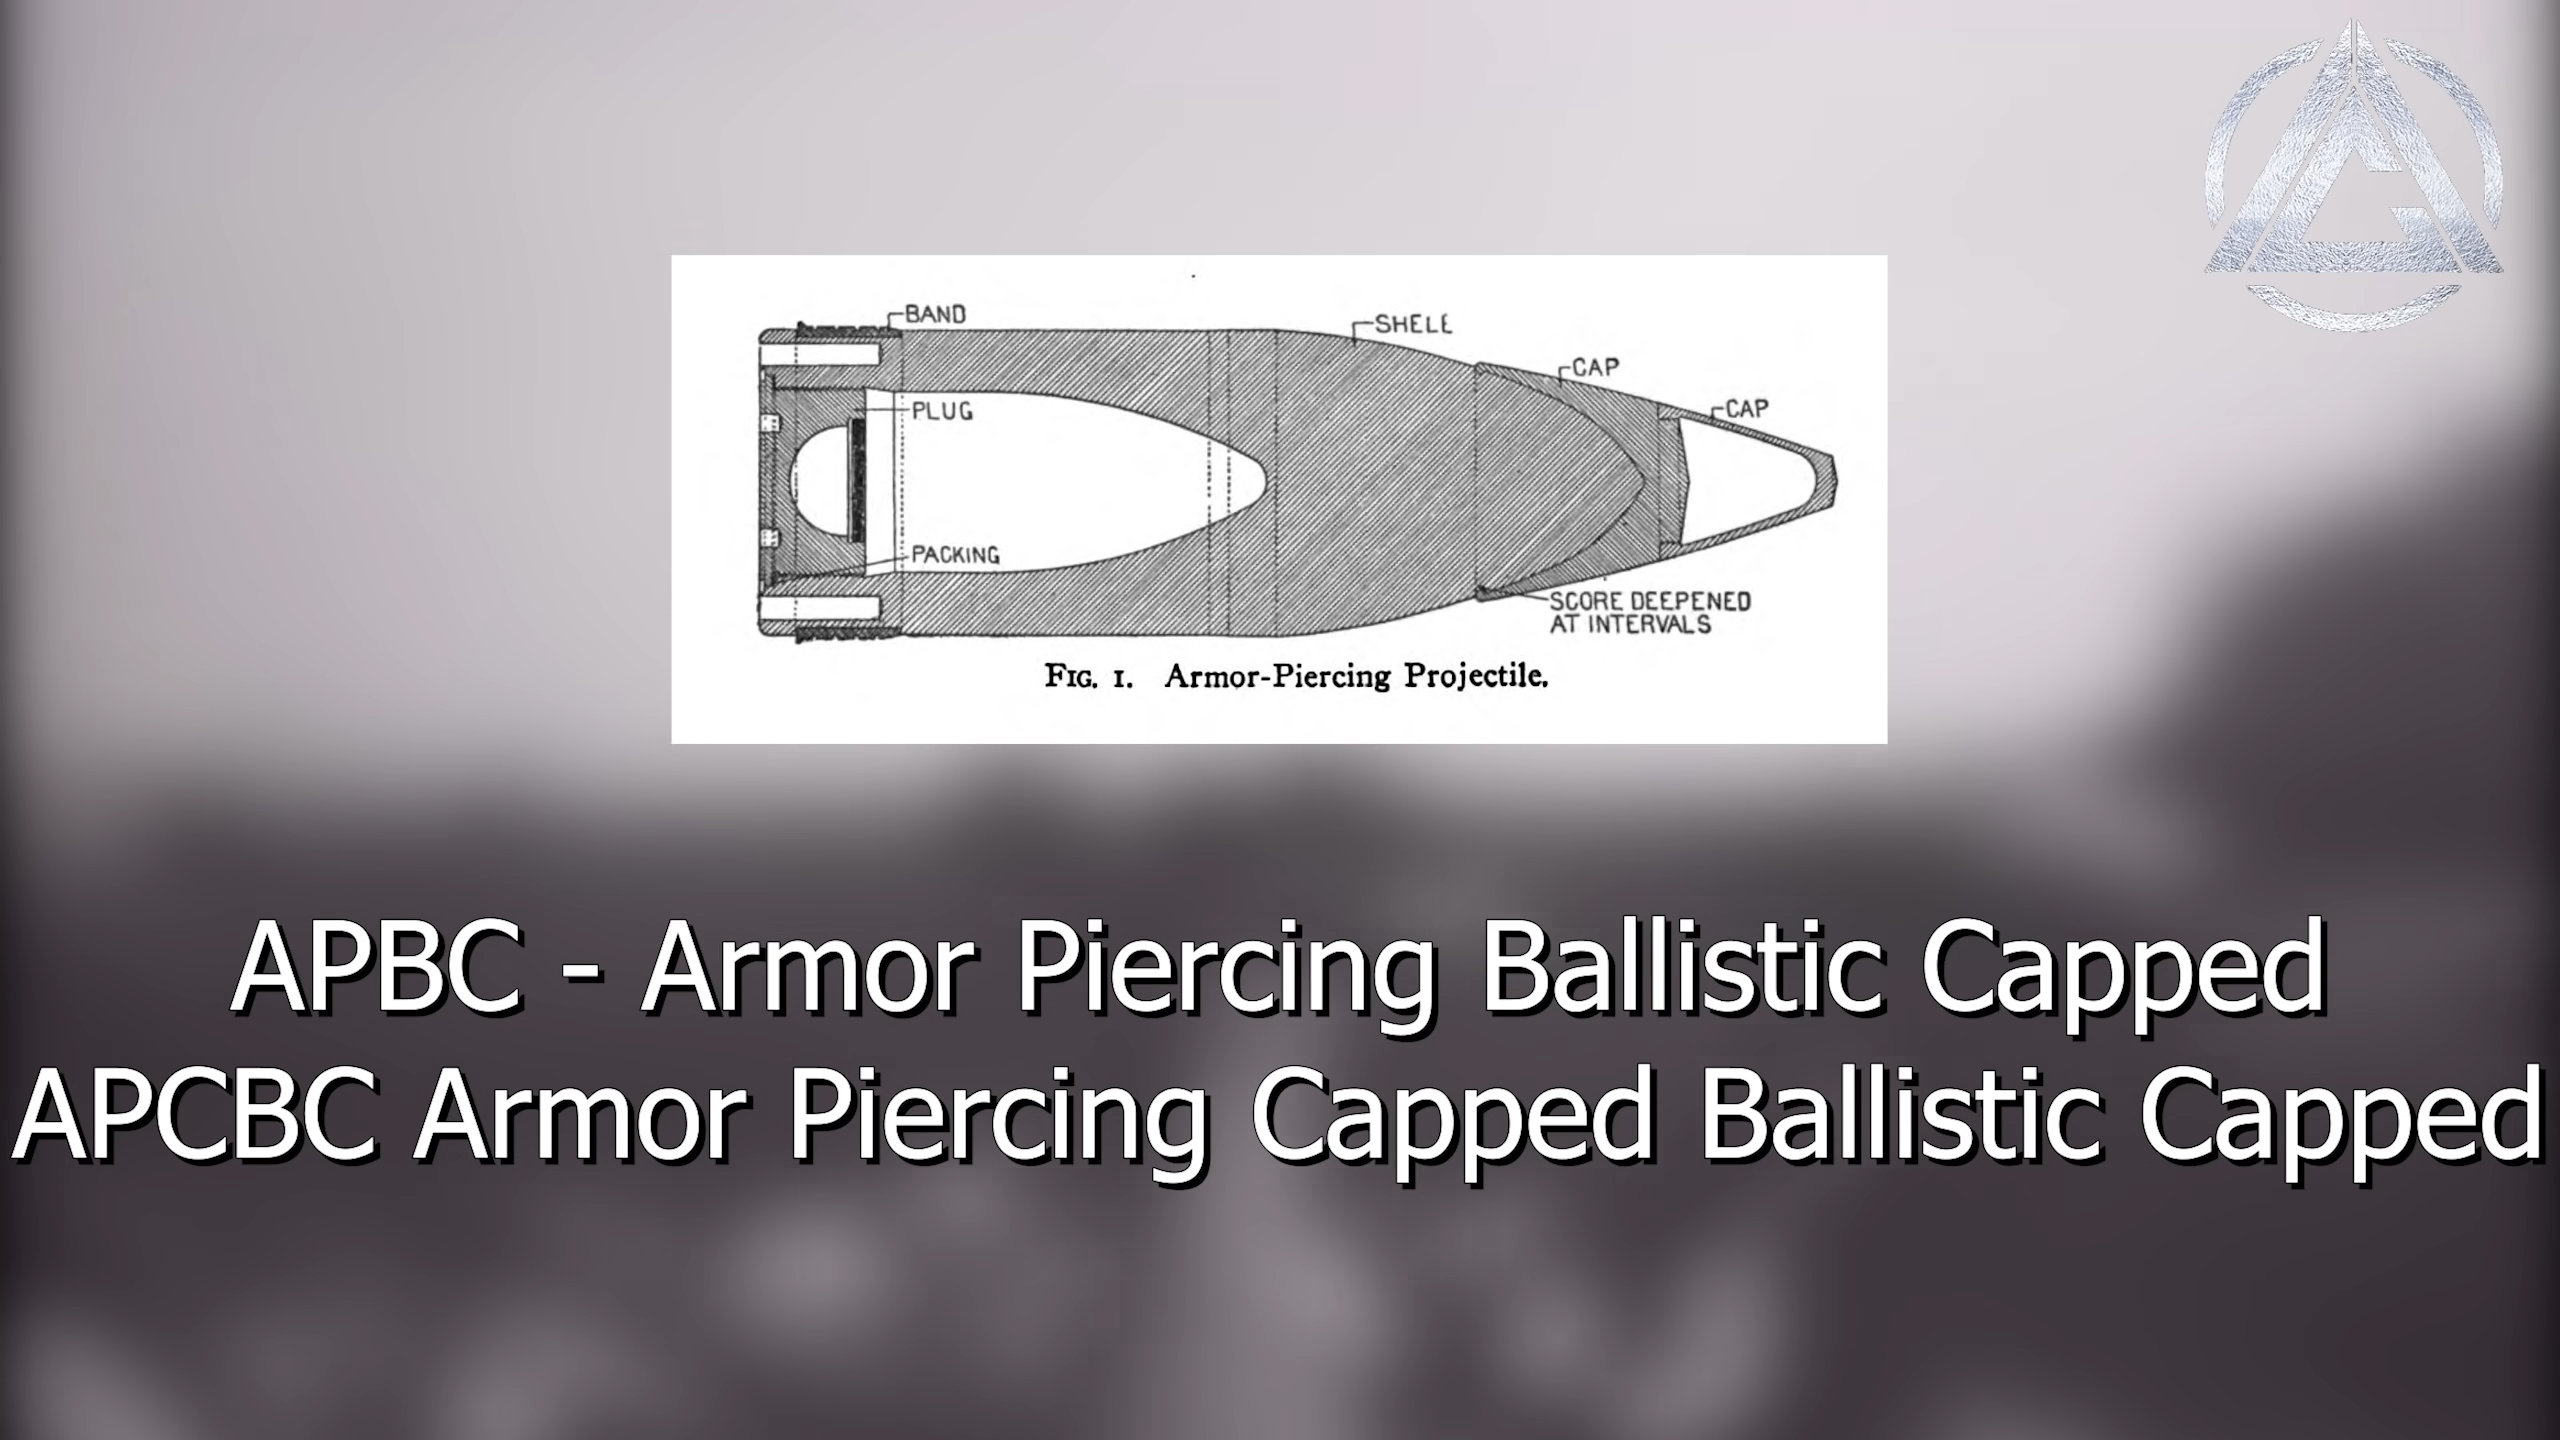 BAND
SHELL
CAP
CAP
PLUG
PACKING
SCORE DEEPENED
AT INTERVALS
FIG. 1. Armor-Piercing Projectile.
APBC - Armor Piercing Ballistic Capped
APCBC Armor Piercing Capped Ballistic Capped